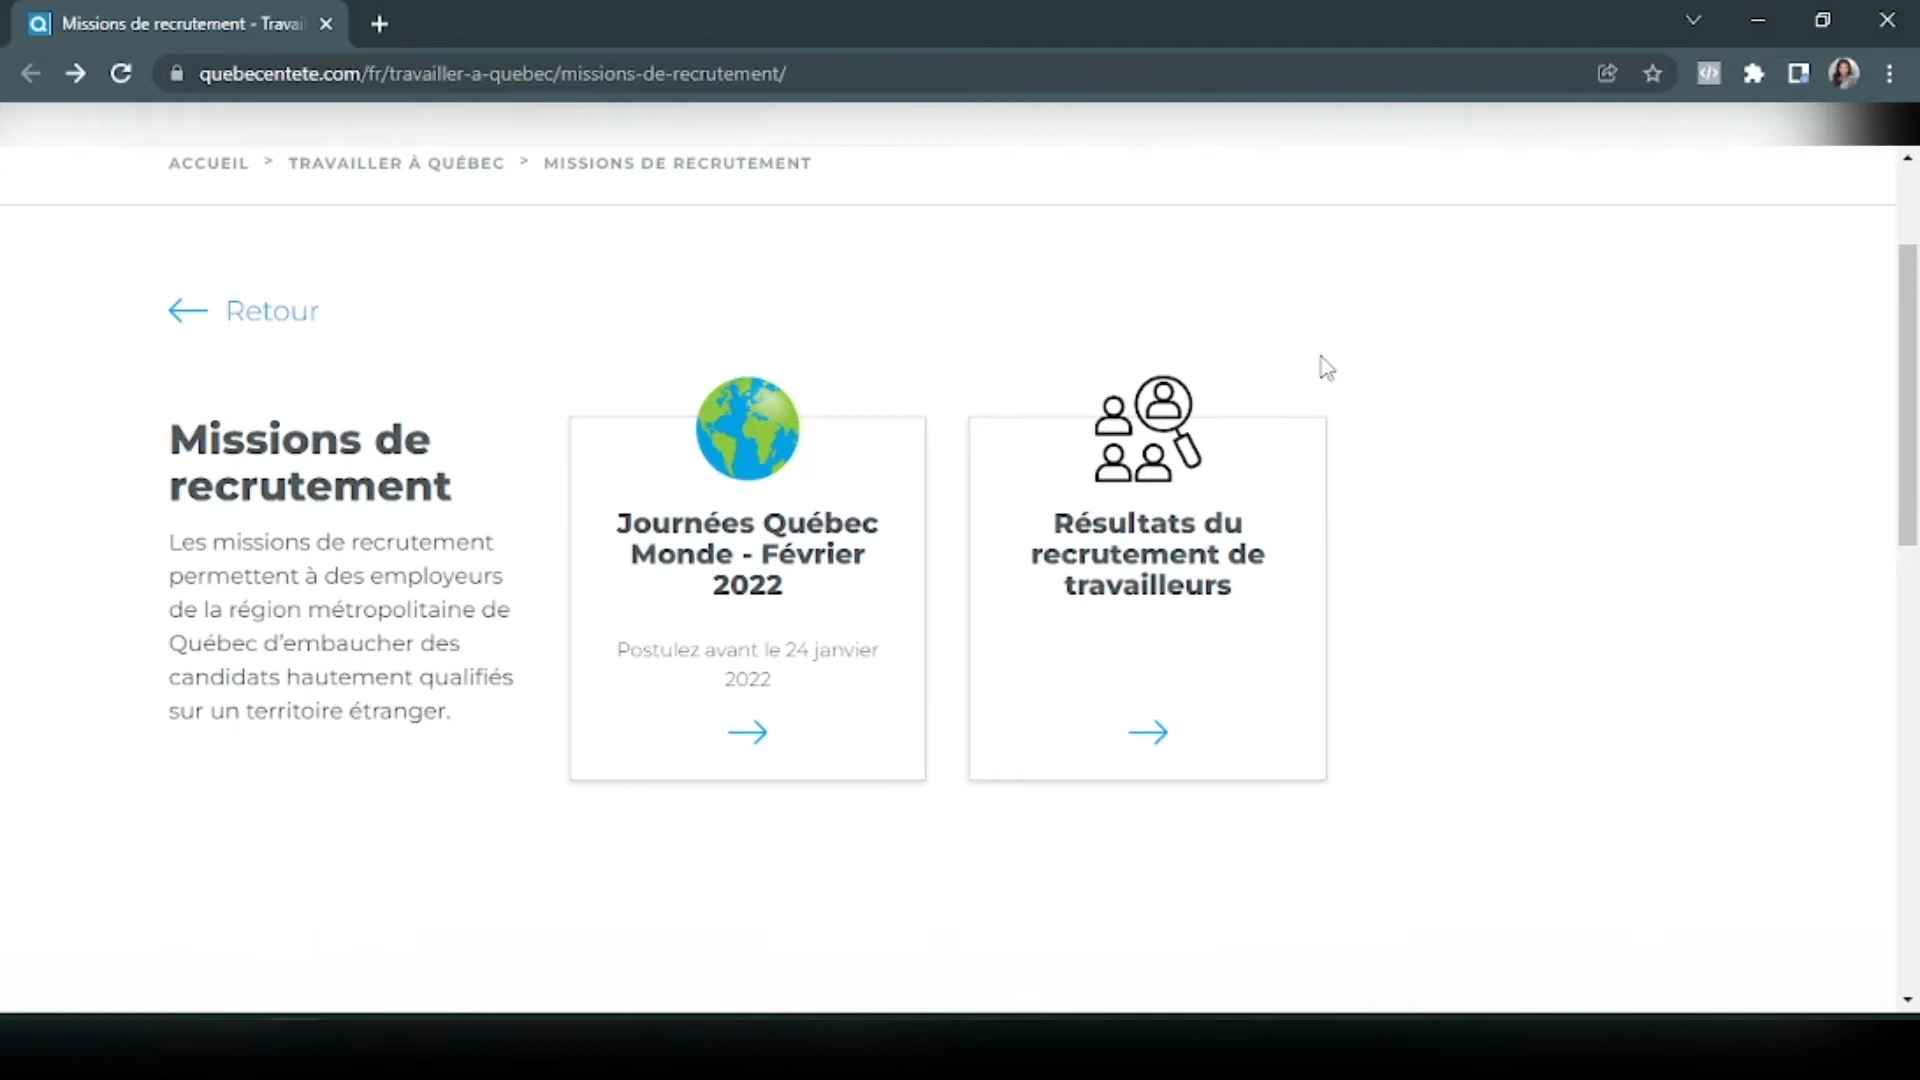 Missions de recrutement - Travai
quebecentete.com/fr/travailler-a-quebec/missions-de-recrutement/
ACCUEIL > TRAVAILLER À QUÉBEC > MISSIONS DE RECRUTEMENT
Retour
Missions de
recrutement
Les missions de recrutement
permettent à des employeurs
de la région métropolitaine de
Québec d'embaucher des
candidats hautement qualifiés
sur un territoire étranger.
Journées Québec
Monde - Février
2022
Postulez avant le 24 janvier
2022
Résultats du
recrutement de
travailleurs